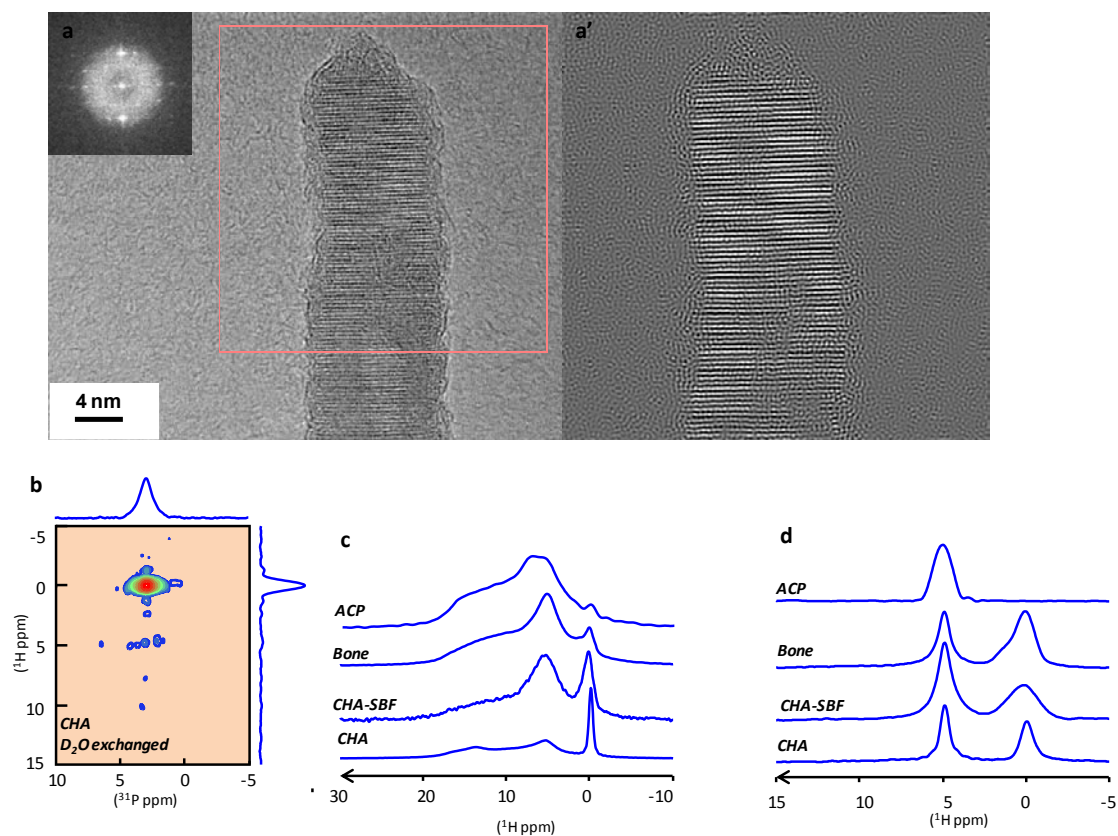 a
a'
4 nm
b
-5
0
5
10
15
(¹H ppm)
CHA
D₂O exchanged
10 5 0 -5
(³¹P ppm)
c
ACP
Bone
CHA-SBF
CHA
30 20 10 0 -10
(¹H ppm)
d
ACP
Bone
CHA-SBF
CHA
15 10 5 0 -5
(¹H ppm)